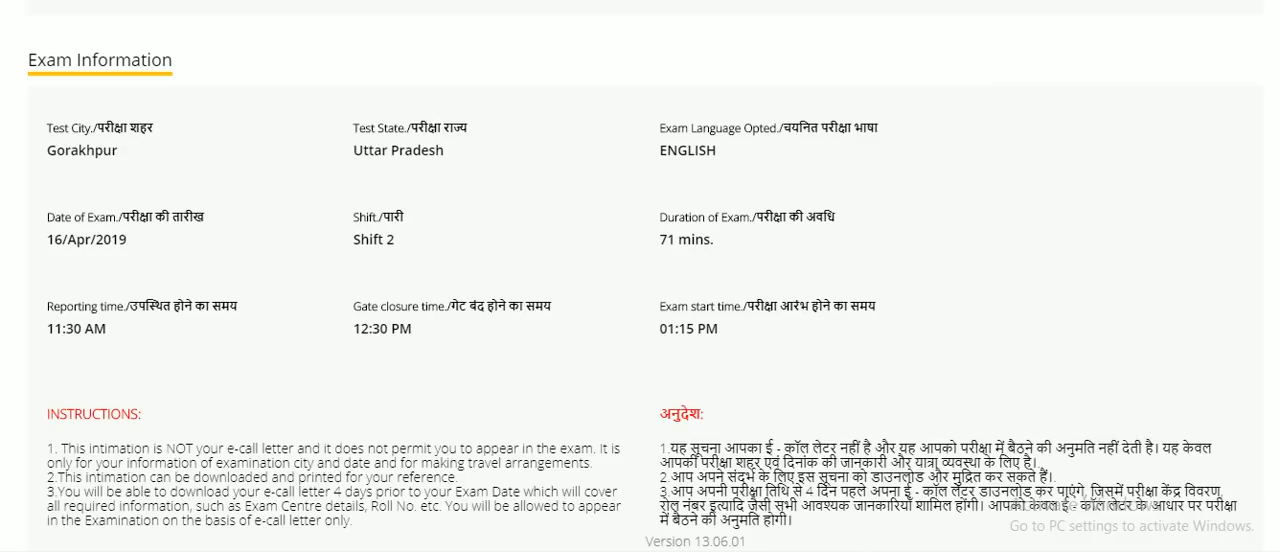 Exam Information
Test City./परीक्षा शहर
Test State./परीक्षा राज्य
Exam Language Opted./चयनित परीक्षा भाषा
Gorakhpur
Uttar Pradesh
ENGLISH
Date of Exam./परीक्षा की तारीख
Shift./पारी
Duration of Exam./परीक्षा की अवधि
16/Apr/2019
Shift 2
71 mins.
Reporting time./उपस्थित होने का समय
Gate closure time./गेट बंद होने का समय
Exam start time./परीक्षा आरंभ होने का समय
11:30 AM
12:30 PM
01:15 PM
INSTRUCTIONS:
1. This intimation is NOT your e-call letter and it does not permit you to appear in the exam. It is
only for your information of examination city and date and for making travel arrangements.
2.This intimation can be downloaded and printed for your reference.
3.You will be able to download your e-call letter 4 days prior to your Exam Date which will cover
all required information, such as Exam Centre details, Roll No. etc. You will be allowed to appear
in the Examination on the basis of e-call letter only.
अनुदेश:
1.यह सूचना आपका ई - कॉल लेटर नहीं है और यह आपको परीक्षा में बैठने की अनुमति नहीं देती है। यह केवल
आपकी परीक्षा शहर एवं दिनांक की जानकारी और यात्रा व्यवस्था के लिए है।
2.आप अपने संदर्भ के लिए इस सूचना को डाउनलोड और मुद्रित कर सकते हैं।
3.आप अपनी परीक्षा तिथि से 4 दिन पहले अपना ई - कॉल लेटर डाउनलोड कर पाएंगे, जिसमें परीक्षा केंद्र विवरण,
रोल नंबर इत्यादि जैसी सभी आवश्यक जानकारियाँ शामिल होंगी। आपको केवल ई - कॉल लेटर के आधार पर परीक्षा
में बैठने की अनुमति होगी।
Go to PC settings to activate Windows.
Version 13.06.01